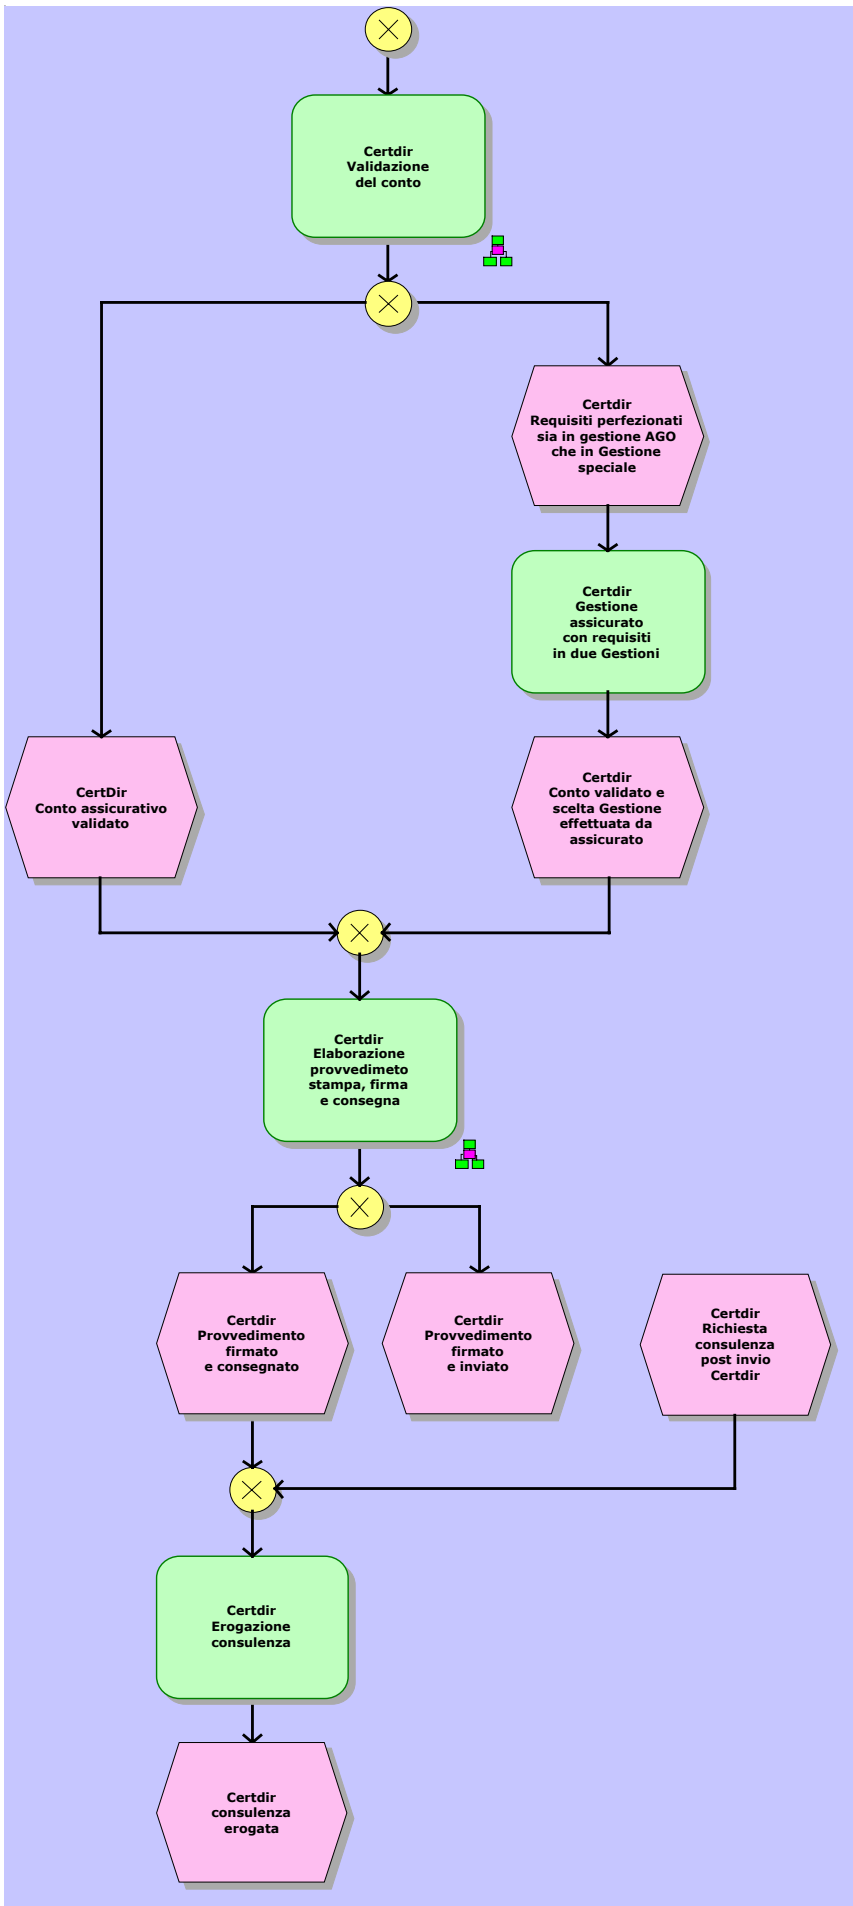 Certdir
Validazione
del conto
Certdir
Requisiti perfezionati
sia in gestione AGO
che in Gestione
speciale
Certdir
Gestione
assicurato
con requisiti
in due Gestioni
CertDir
Conto assicurativo
validato
Certdir
Conto validato e
scelta Gestione
effettuata da
assicurato
Certdir
Elaborazione
provvedimeto
stampa, firma
e consegna
Certdir
Provvedimento
firmato
e consegnato
Certdir
Provvedimento
firmato
e inviato
Certdir
Richiesta
consulenza
post invio
Certdir
Certdir
Erogazione
consulenza
Certdir
consulenza
erogata